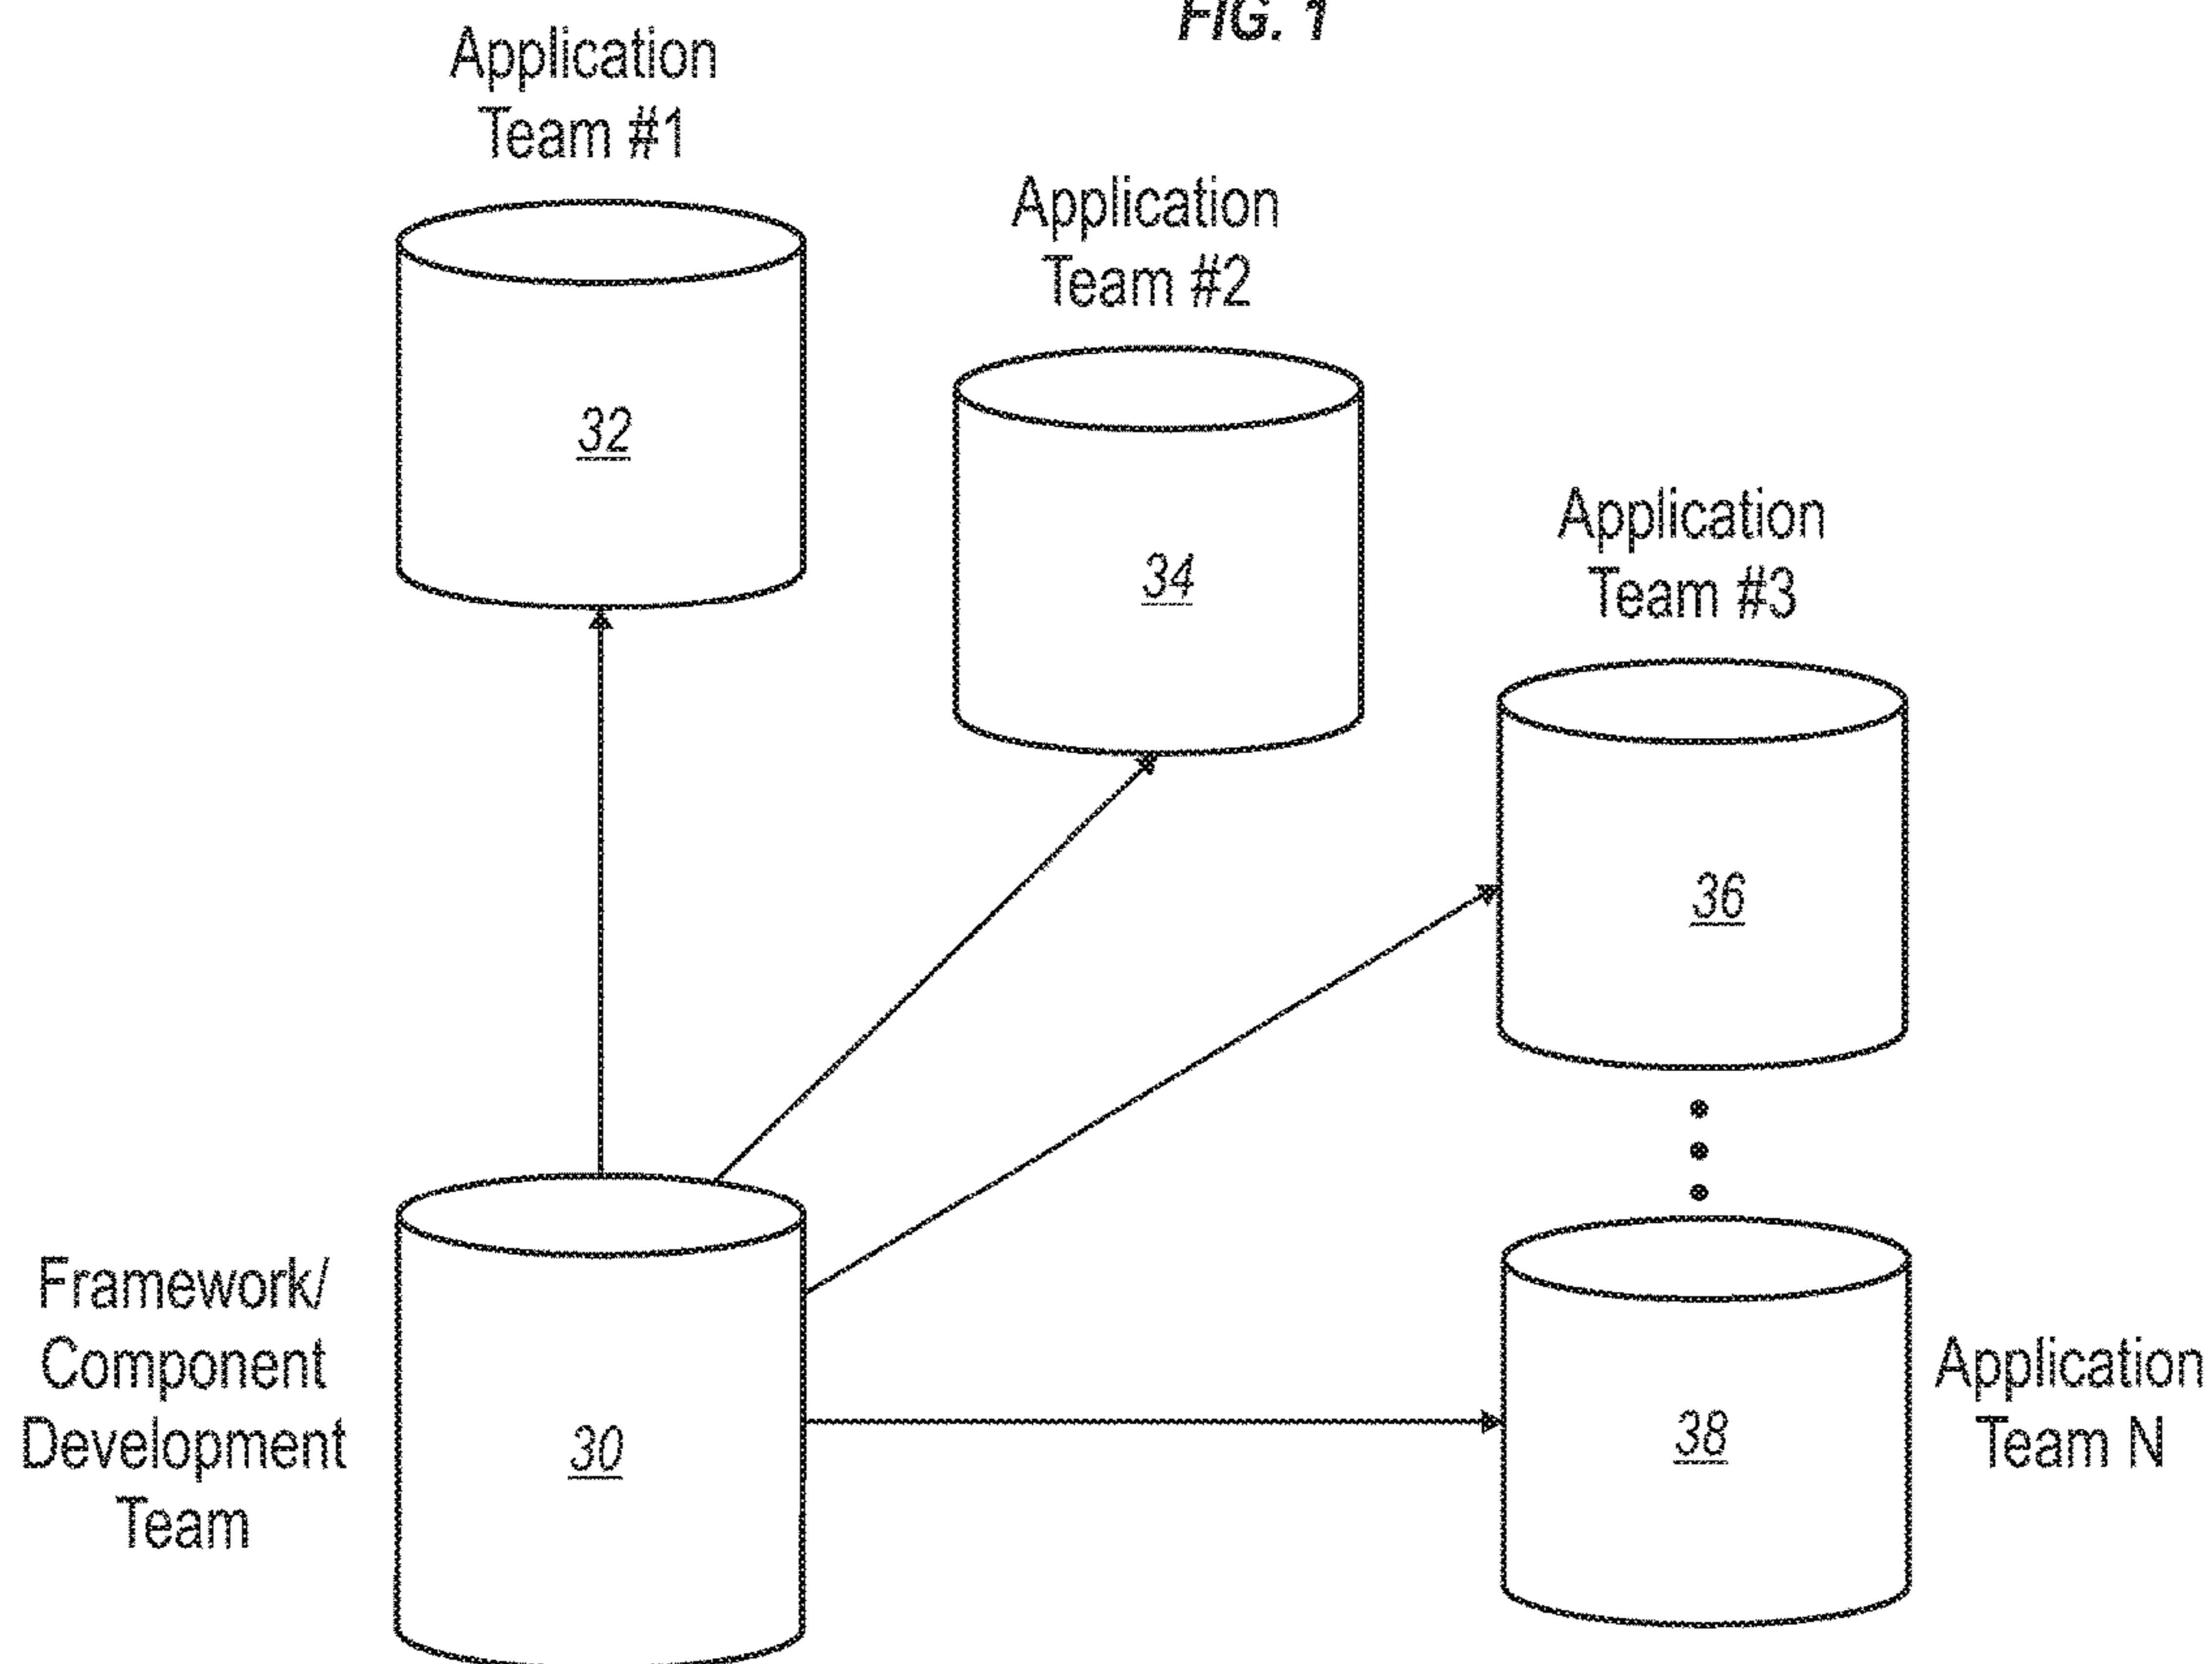 FIG. 1
Application
Team #1
Application
Team #2
32
34
Application
Team #3
36
Framework/
Component
Development
Team
30
38
Application
Team N